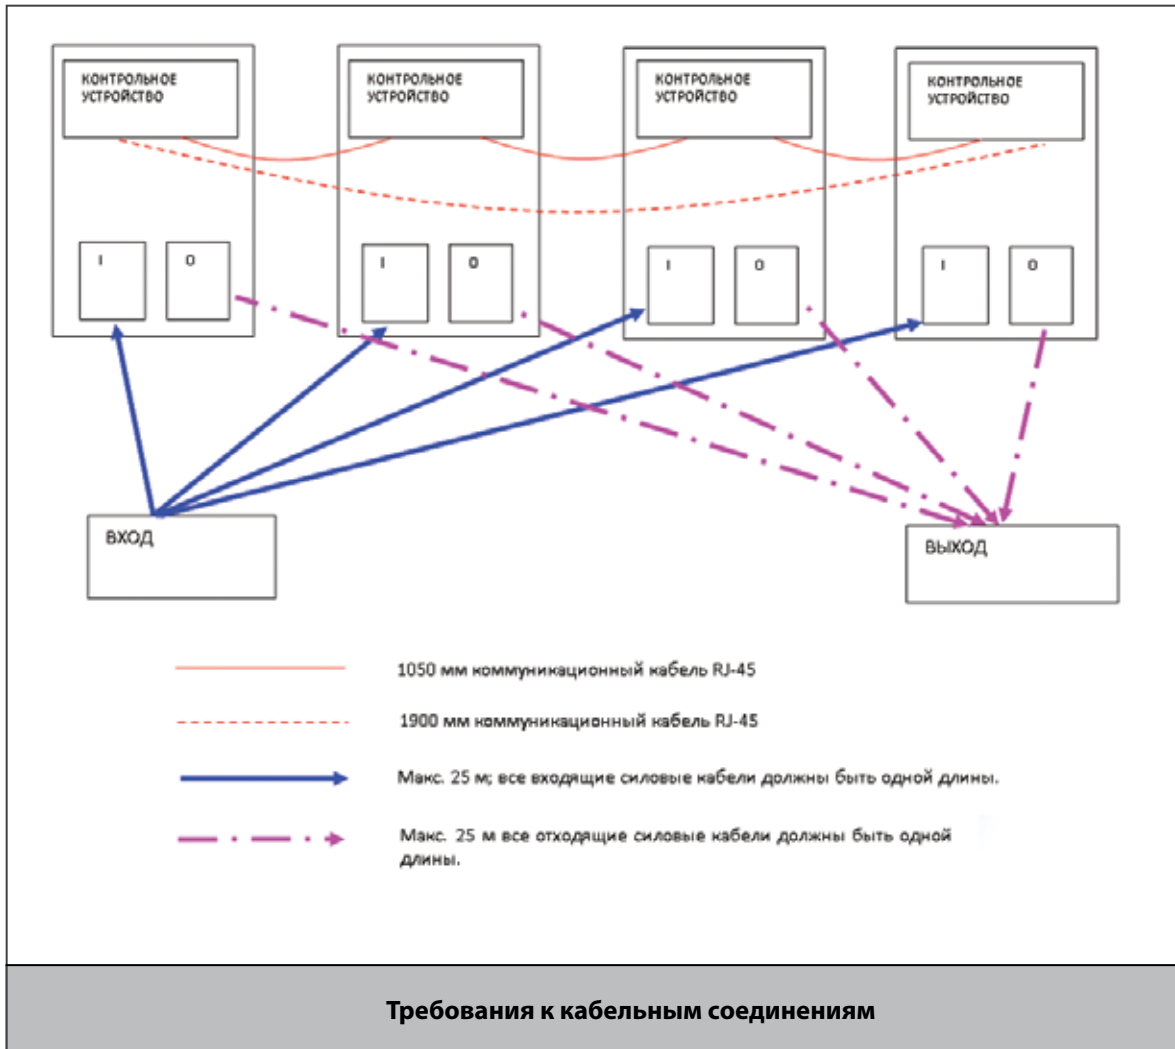 КОНТРОЛЬНОЕ
УСТРОЙСТВО
КОНТРОЛЬНОЕ
УСТРОЙСТВО
КОНТРОЛЬНОЕ
УСТРОЙСТВО
КОНТРОЛЬНОЕ
УСТРОЙСТВО
I O I O I O I O
ВХОД
ВЫХОД
1050 мм коммуникационный кабель RJ-45
1900 мм коммуникационный кабель RJ-45
Макс. 25 м; все входящие силовые кабели должны быть одной длины.
Макс. 25 м все отходящие силовые кабели должны быть одной
длины.
Требования к кабельным соединениям